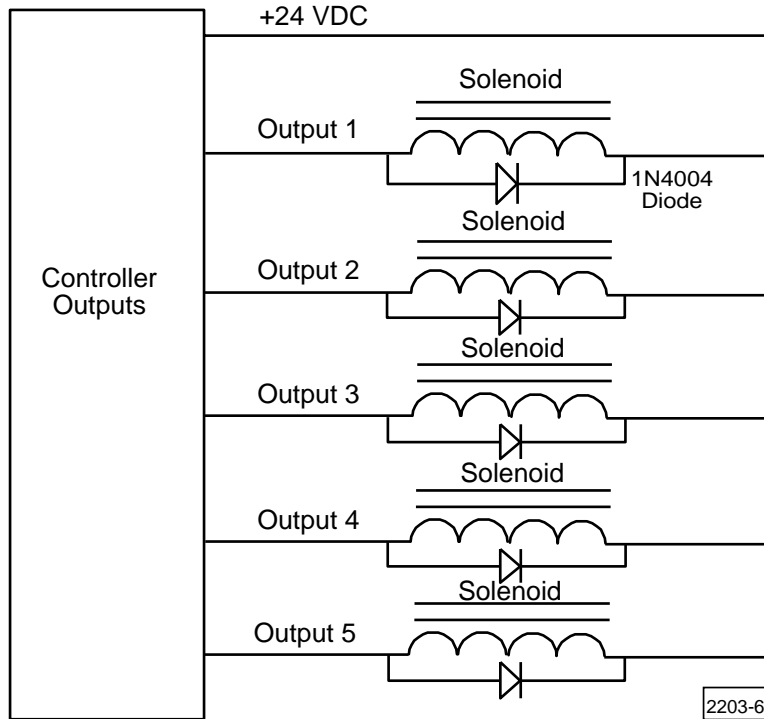 +24 VDC
Solenoid
Output 1
1N4004
Diode
Solenoid
Output 2
Controller
Outputs
Solenoid
Output 3
Solenoid
Output 4
Solenoid
Output 5
2203-6